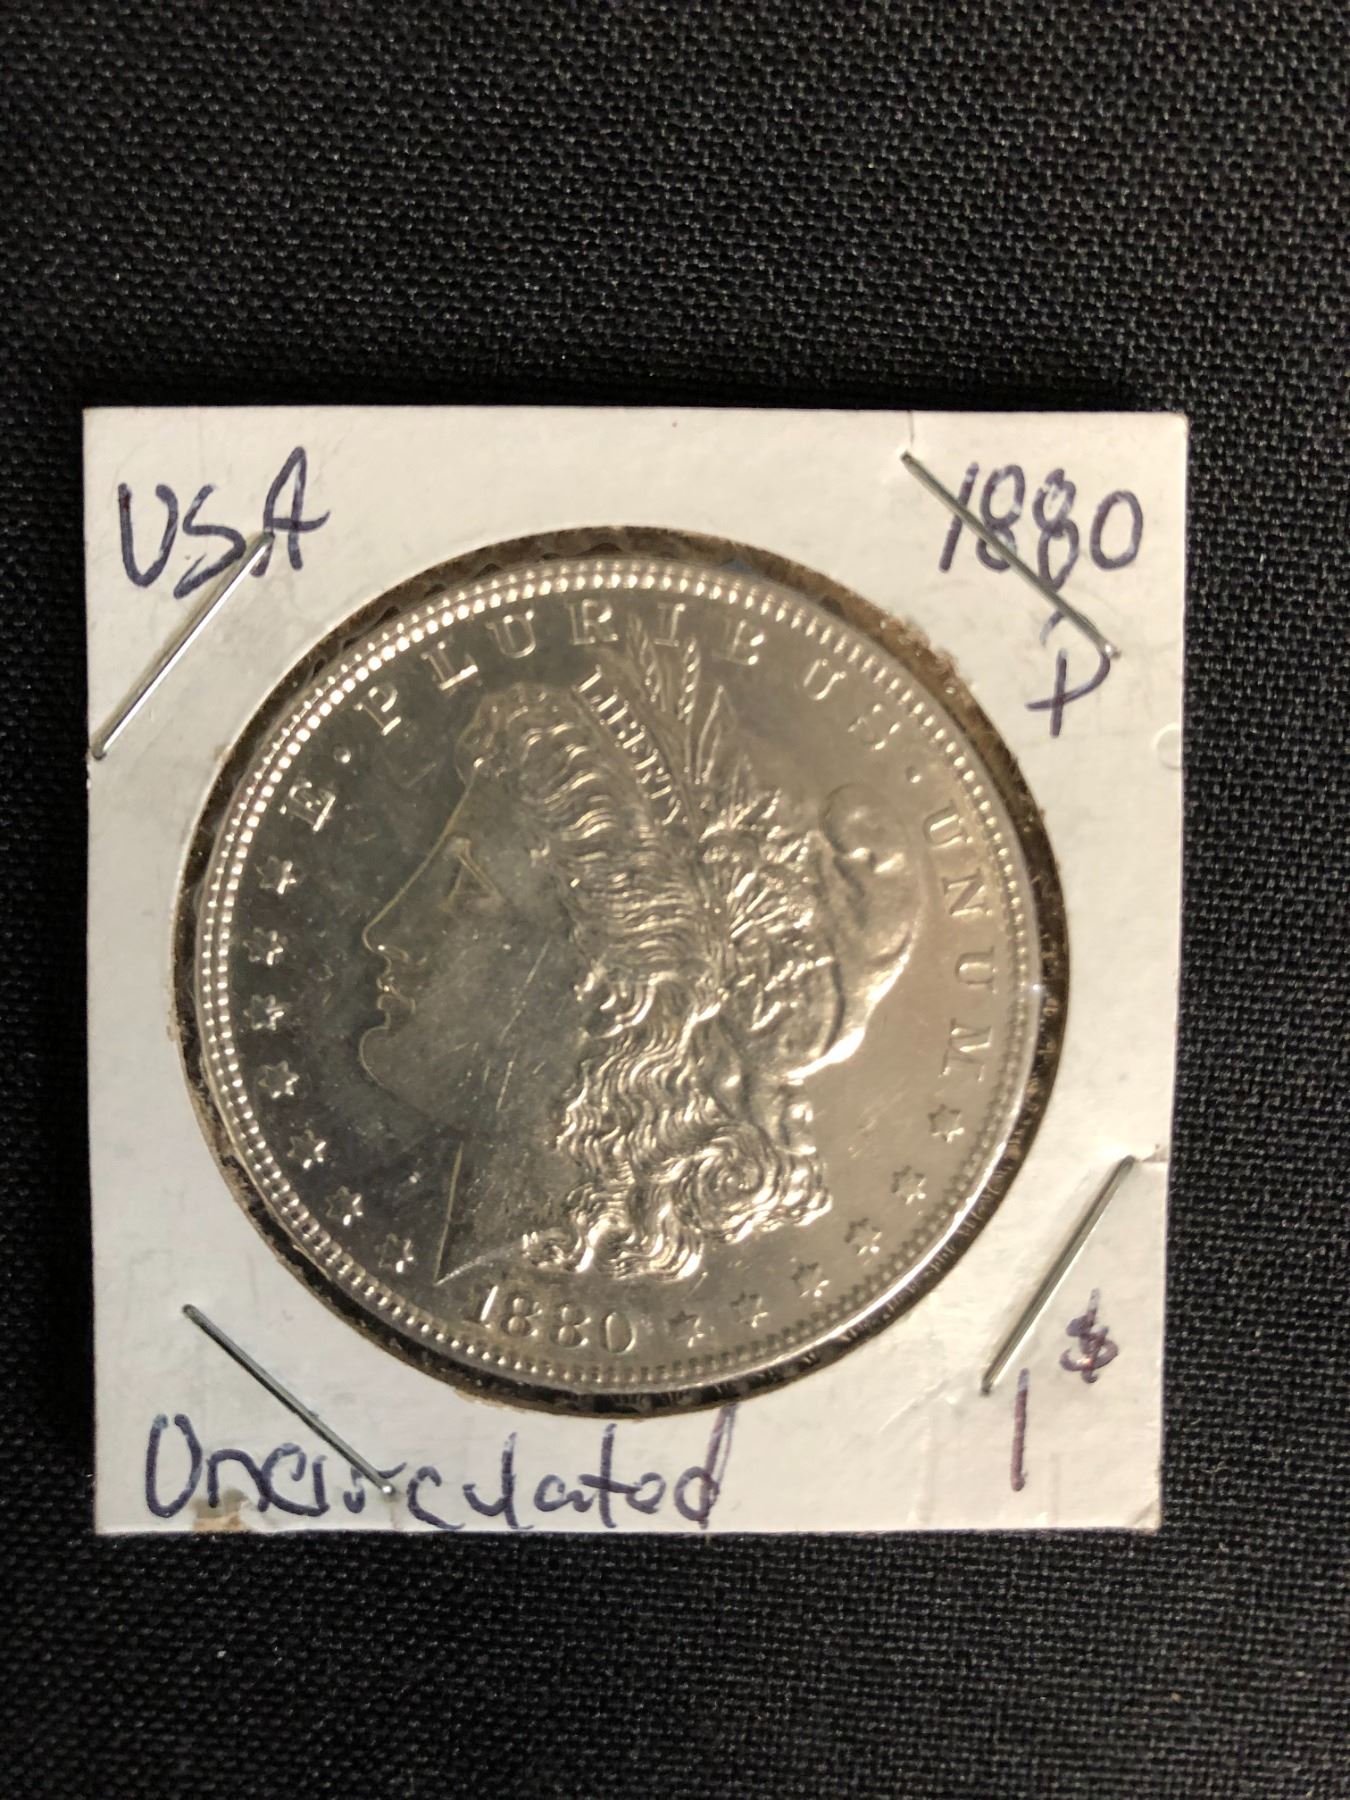 USA
1880
P
E · PLURIBUS · UNUM
LIBERTY
1880
1$
Uncirculated